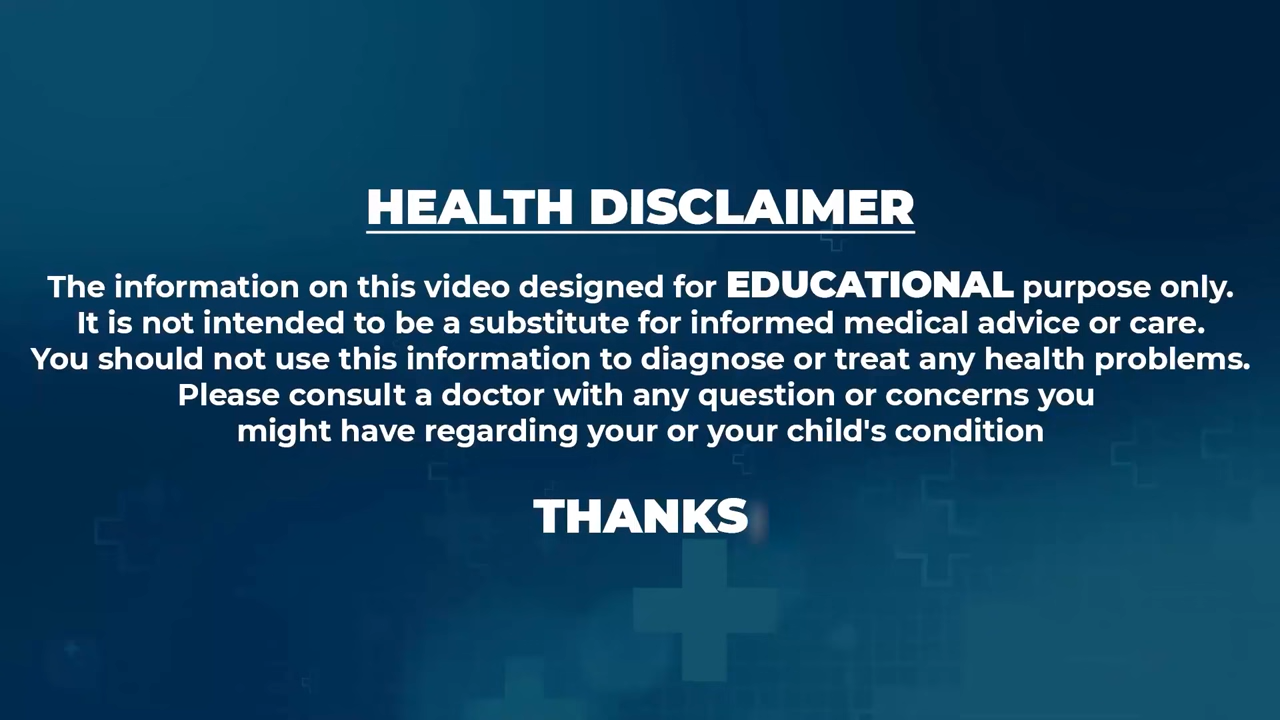 HEALTH DISCLAIMER
The information on this video designed for EDUCATIONAL purpose only.
It is not intended to be a substitute for informed medical advice or care.
You should not use this information to diagnose or treat any health problems.
Please consult a doctor with any question or concerns you
might have regarding your or your child's condition
THANKS